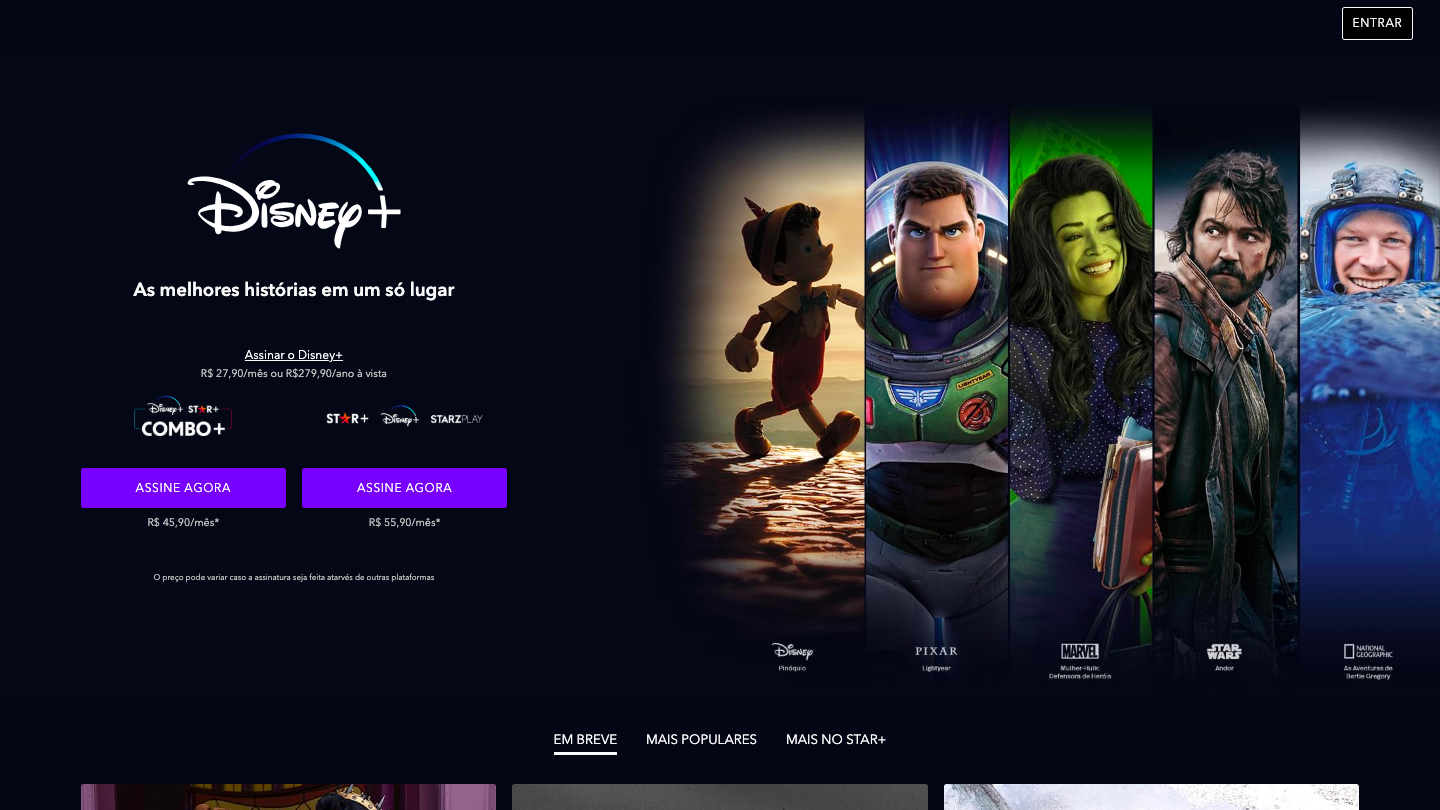 ENTRAR
Disney+
As melhores histórias em um só lugar
Assinar o Disney+
R$ 27,90/mês ou R$279,90/ano à vista
Disney+ STAR+
COMBO+
STAR+ Disney+ STARZPLAY
ASSINE AGORA
ASSINE AGORA
R$ 45,90/mês*
R$ 55,90/mês*
O preço pode variar caso a assinatura seja feita atarvés de outras plataformas
LIGHTYEAR
Disney
Pinóquio
PIXAR
Lightyear
MARVEL
Mulher-Hulk:
Defensora de Heróis
STAR
WARS
Andor
NATIONAL
GEOGRAPHIC
As Aventuras de
Bertie Gregory
EM BREVE
MAIS POPULARES
MAIS NO STAR+